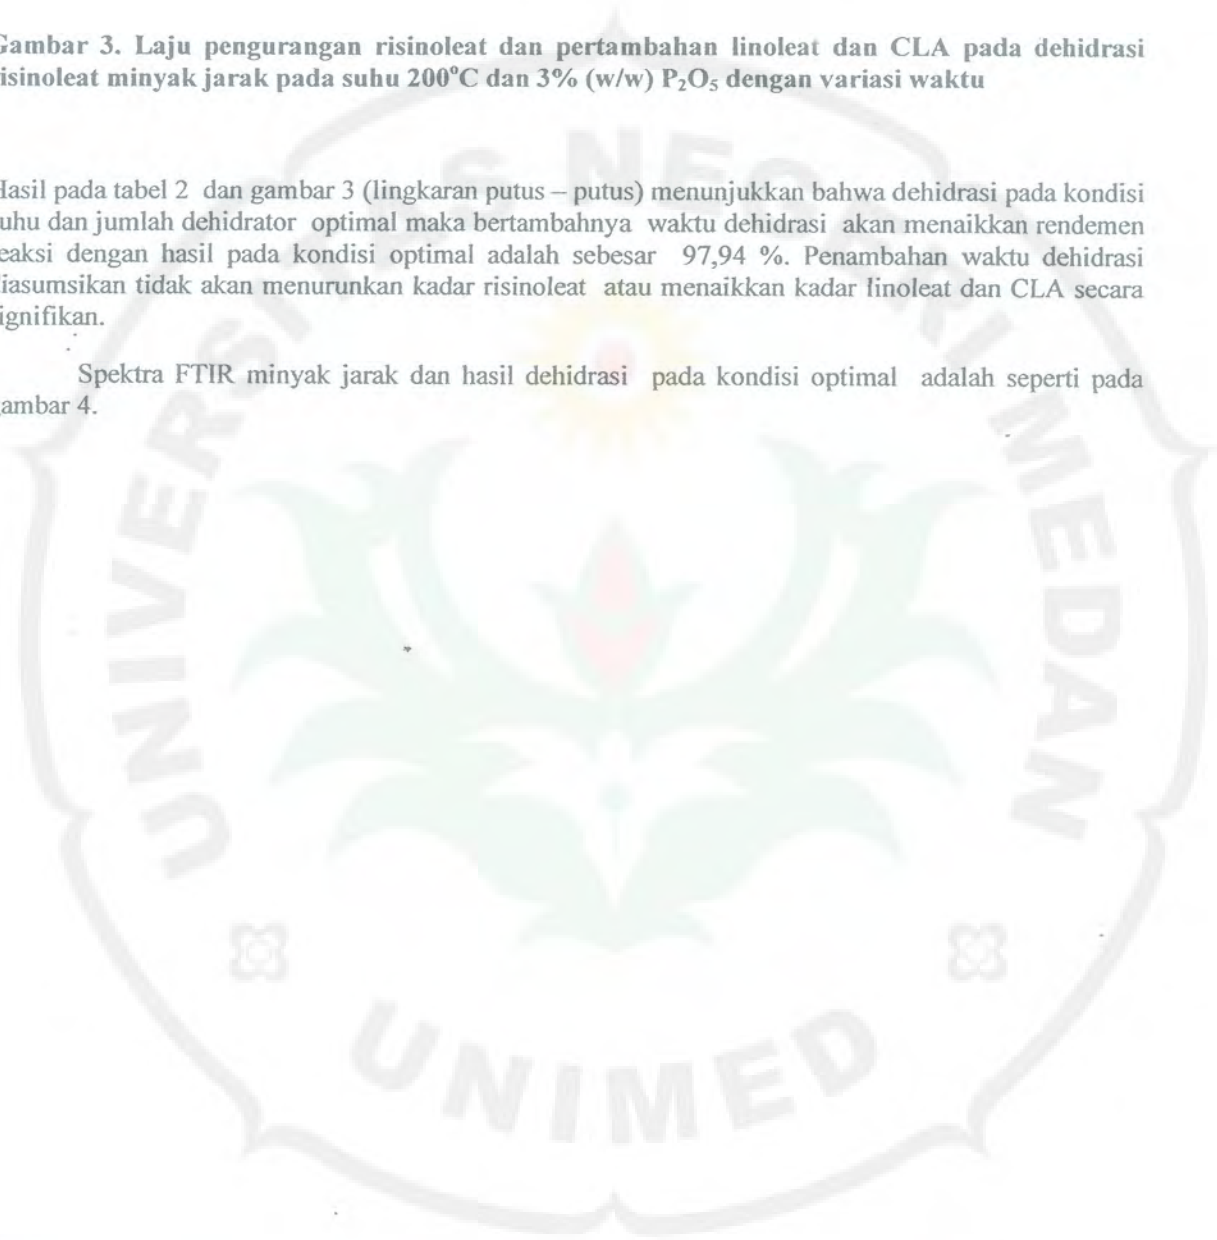 Gambar 3. Laju pengurangan risinoleat dan pertambahan linoleat dan CLA pada dehidrasi
isinoleat minyak jarak pada suhu 200°C dan 3% (w/w) P₂O₅ dengan variasi waktu
Hasil pada tabel 2 dan gambar 3 (lingkaran putus – putus) menunjukkan bahwa dehidrasi pada kondisi
uhu dan jumlah dehidrator optimal maka bertambahnya waktu dehidrasi akan menaikkan rendemen
eaksi dengan hasil pada kondisi optimal adalah sebesar 97,94 %. Penambahan waktu dehidrasi
diasumsikan tidak akan menurunkan kadar risinoleat atau menaikkan kadar linoleat dan CLA secara
ignifikan.
Spektra FTIR minyak jarak dan hasil dehidrasi pada kondisi optimal adalah seperti pada
gambar 4.
UNIVERSITAS NEGERI MEDAN
UNIMED